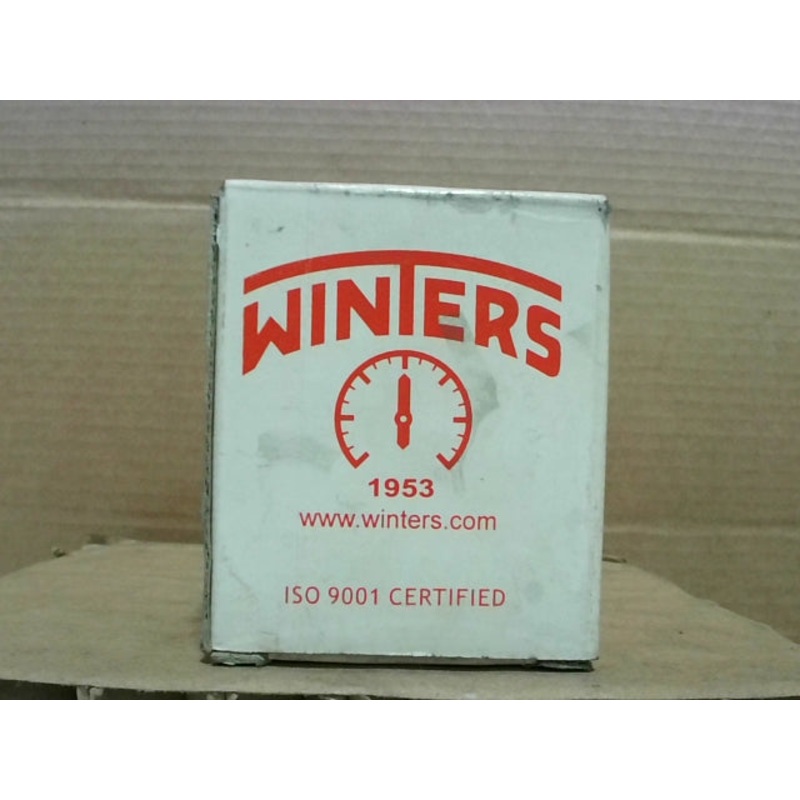 WINTERS
1953
www.winters.com
ISO 9001 CERTIFIED